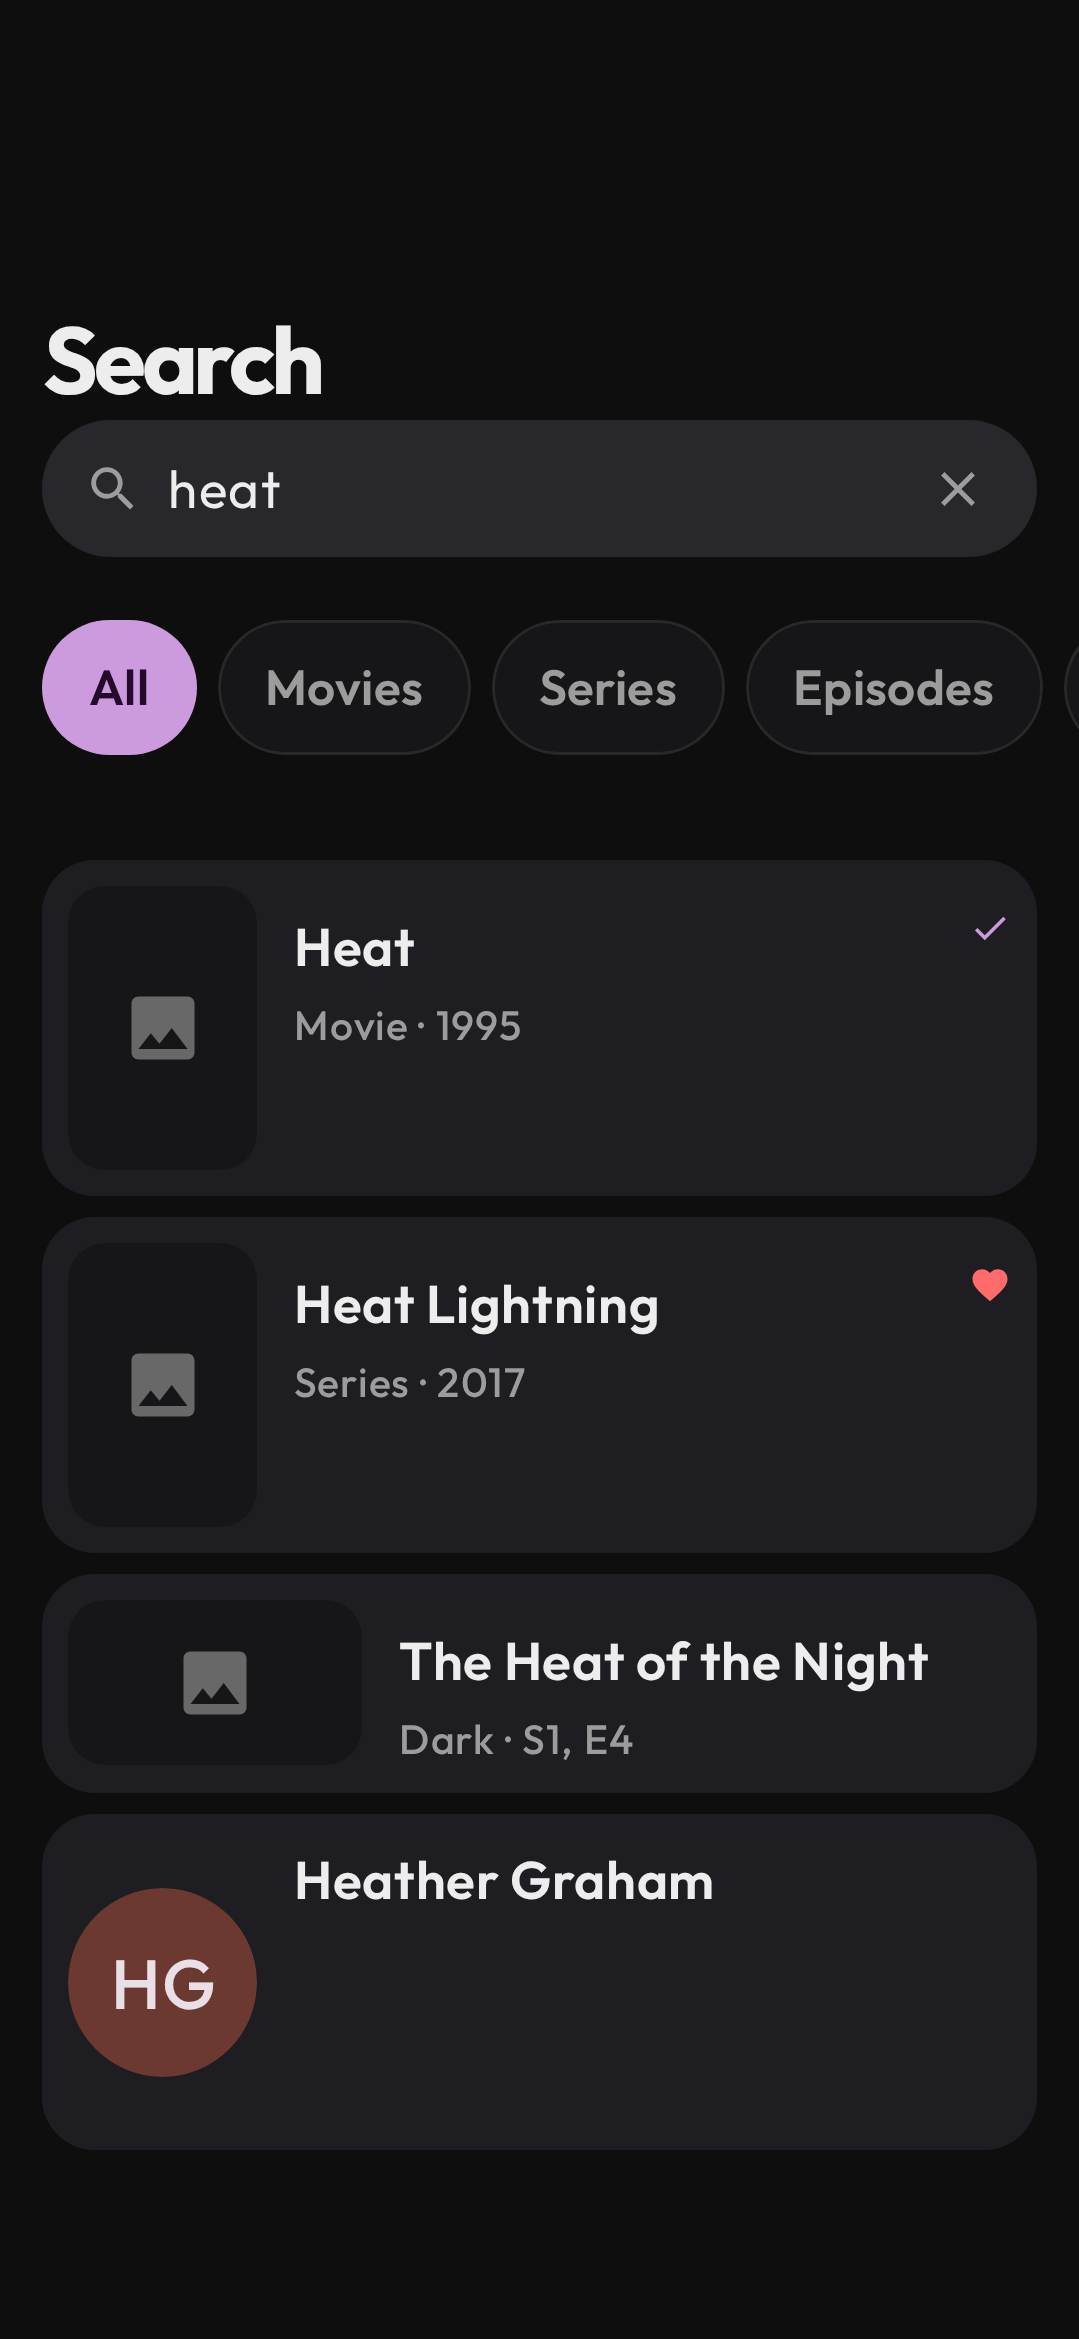 Search
heat
All
Movies
Series
Episodes
Heat
Movie · 1995
Heat Lightning
Series · 2017
The Heat of the Night
Dark · S1, E4
HG
Heather Graham